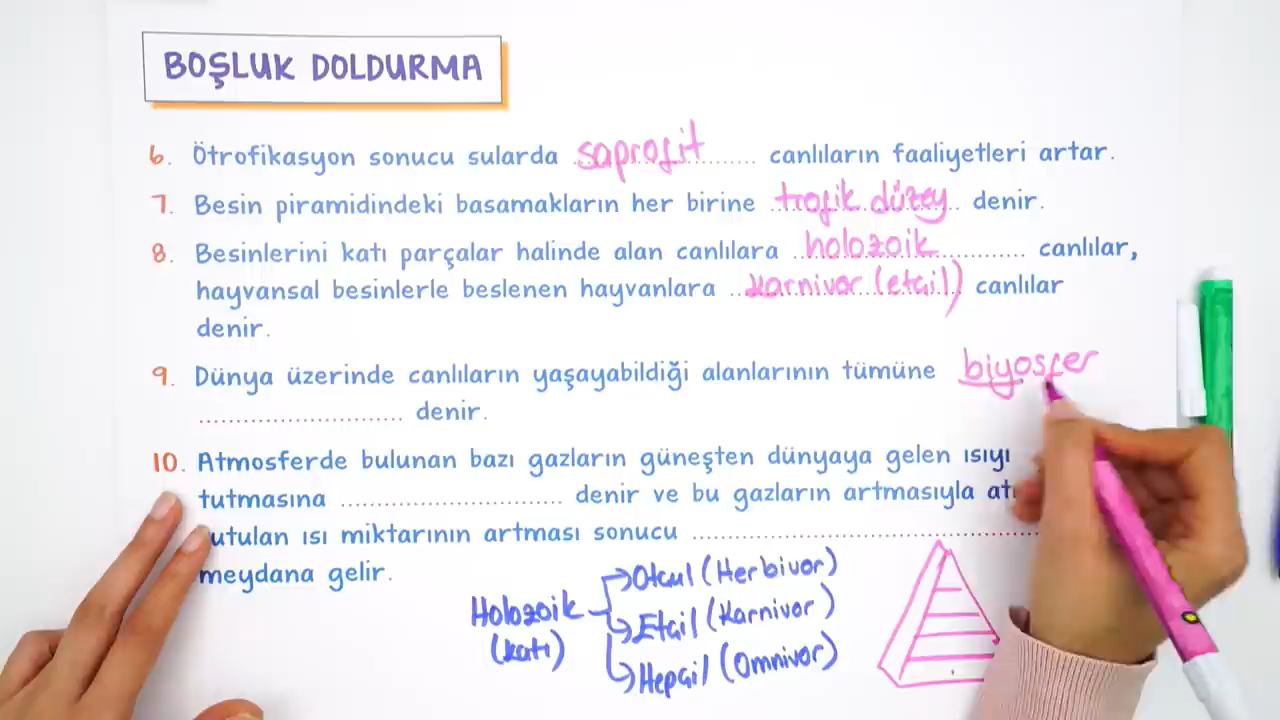 BOŞLUK DOLDURMA
6. Ötrofikasyon sonucu sularda saprofit canlıların faaliyetleri artar.
7. Besin piramidindeki basamakların her birine trofik düzey denir.
8. Besinlerini katı parçalar halinde alan canlılara holozoik canlılar,
hayvansal besinlerle beslenen hayvanlara karnivor (etçil) canlılar
denir.
9. Dünya üzerinde canlıların yaşayabildiği alanlarının tümüne biyosfer
.......................... denir.
10. Atmosferde bulunan bazı gazların güneşten dünyaya gelen ısıyı
tutmasına ............................ denir ve bu gazların artmasıyla
utulan ısı miktarının artması sonucu ............................................
meydana gelir.
Holozoik
(katı)
Otçul (Herbivor)
Etçil (Karnivor)
Hepçil (Omnivor)